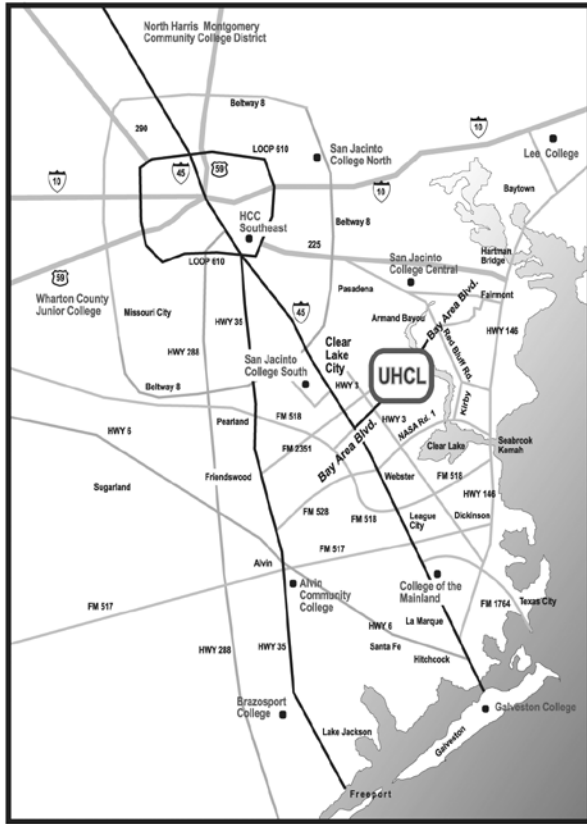 North Harris Montgomery
Community College District
Beltway 8
290
10
LOOP 610
San Jacinto
College North
Lee College
45
59
10
10
Baytown
HCC
Southeast
Beltway 8
225
Hartman
Bridge
LOOP 610
San Jacinto
College Central
59
Pasadena
Fairmont
Wharton County
Junior College
Missouri City
45
Armand Bayou
Bay Area Blvd.
HWY 35
Red Bluff Rd.
HWY 146
HWY 288
Clear
Lake
City
San Jacinto
College South
UHCL
HWY 3
Beltway 8
Kirby
FM 518
HWY 3
NASA Rd. 1
Pearland
HWY 6
FM 2351
Bay Area Blvd.
Clear Lake
Seabrook
Kemah
Friendswood
Webster
FM 518
Sugarland
HWY 146
FM 528
FM 518
League
City
Dickinson
FM 517
Alvin
Alvin
Community
College
College of the
Mainland
FM 517
FM 1764
Texas City
La Marque
HWY 6
HWY 288
HWY 35
Santa Fe
Hitchcock
Brazosport
College
Galveston College
Lake Jackson
Galveston
Freeport